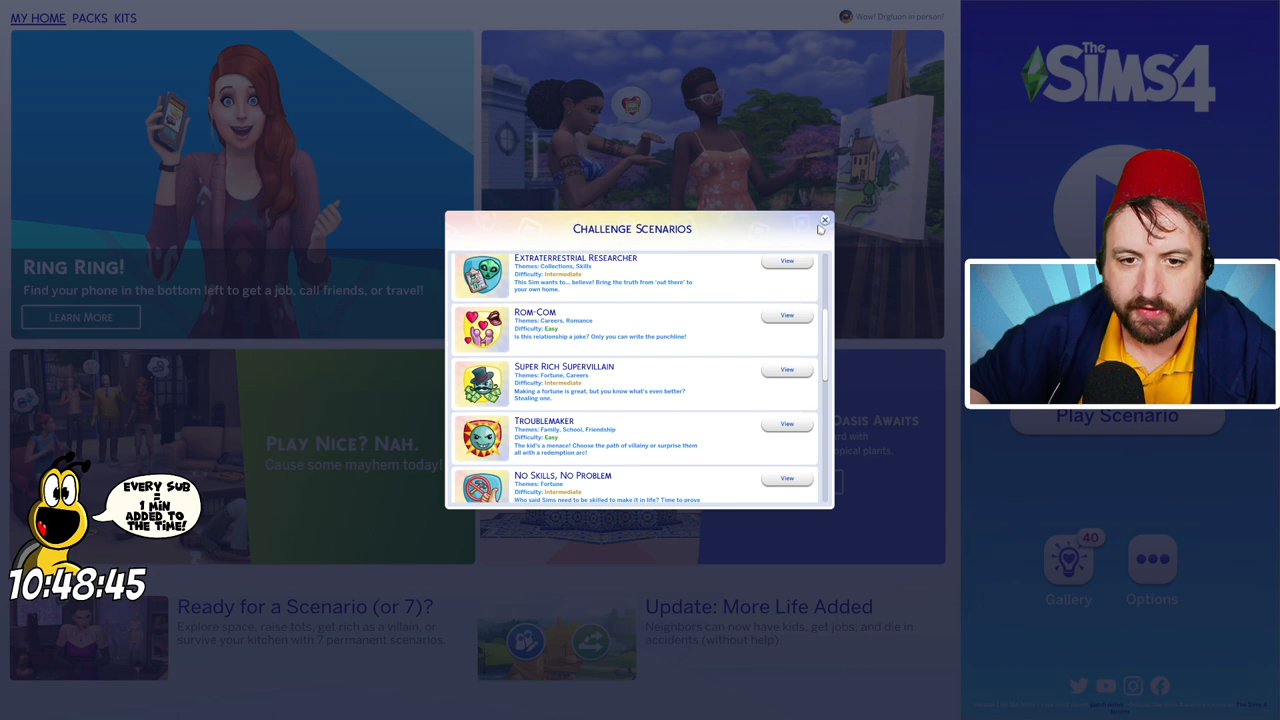 MY HOME PACKS KITS
Wow! Drgluon in person!
The SiMS4
RING RING!
Find your phone in the bottom left to get a job, call friends, or travel!
LEARN MORE
CHALLENGE SCENARIOS
EXTRATERRESTRIAL RESEARCHER
Themes: Collections, Skills
Difficulty: Intermediate
This Sim wants to... believe! Bring the truth from 'out there' to
your own home.
View
ROM-COM
Themes: Careers, Romance
Difficulty: Easy
Is this relationship a joke? Only you can write the punchline!
View
SUPER RICH SUPERVILLAIN
Themes: Fortune, Careers
Difficulty: Intermediate
Making a fortune is great, but you know what's even better?
Stealing one.
View
TROUBLEMAKER
Themes: Family, School, Friendship
Difficulty: Easy
The kid's a menace! Choose the path of villainy or surprise them
all with a redemption arc!
View
NO SKILLS, NO PROBLEM
Themes: Fortune
Difficulty: Intermediate
Who said Sims need to be skilled to make it in life? Time to prove
View
PLAY NICE? NAH.
Cause some mayhem today!
OASIS AWAITS
Play Scenario
EVERY SUB
=
1 MIN
ADDED TO
THE TIME!
10:48:45
40
Gallery
Options
Ready for a Scenario (or 7)?
Explore space, raise tots, get rich as a villain, or
survive your kitchen with 7 permanent scenarios.
Update: More Life Added
Neighbors can now have kids, get jobs, and die in
accidents (without help).